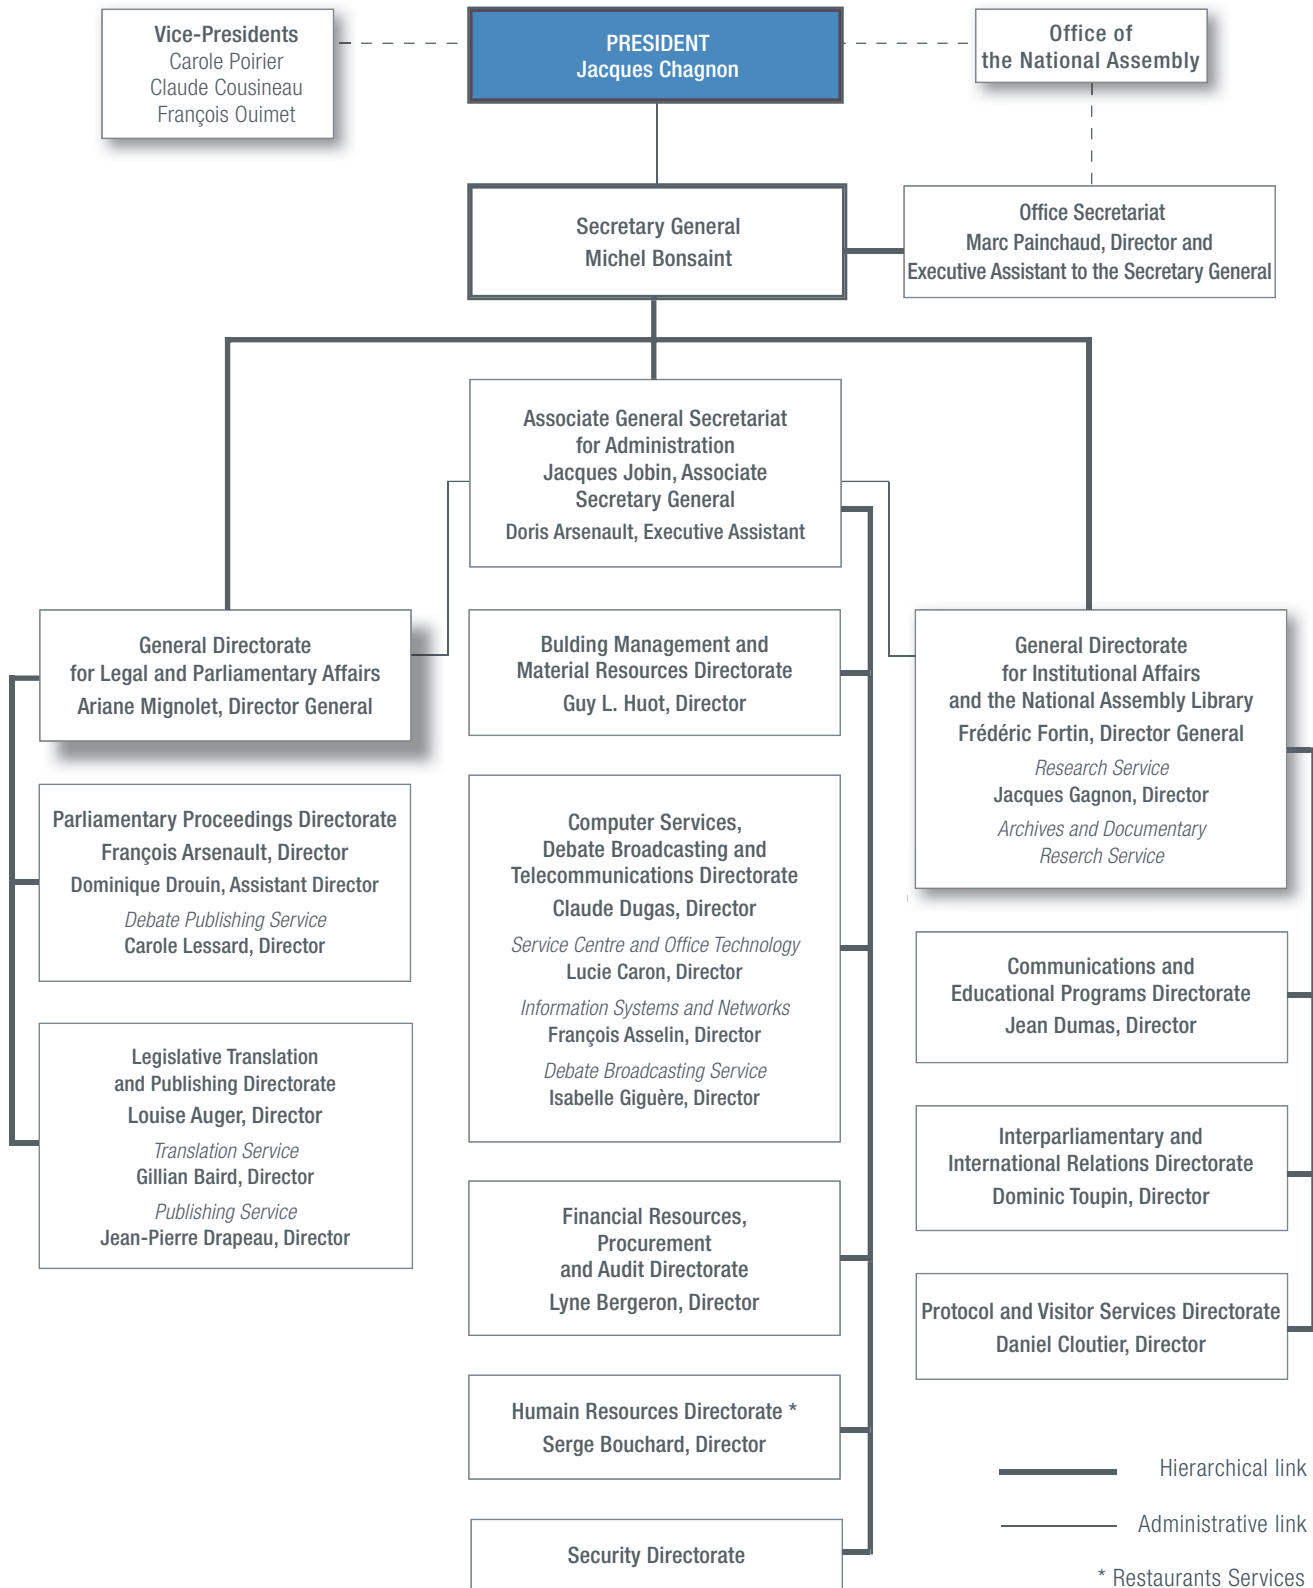 Vice-Presidents
Carole Poirier
Claude Cousineau
François Ouimet
PRESIDENT
Jacques Chagnon
Office of
the National Assembly
Secretary General
Michel Bonsaint
Office Secretariat
Marc Painchaud, Director and
Executive Assistant to the Secretary General
Associate General Secretariat
for Administration
Jacques Jobin, Associate
Secretary General
Doris Arsenault, Executive Assistant
General Directorate
for Legal and Parliamentary Affairs
Ariane Mignolet, Director General
Parliamentary Proceedings Directorate
François Arsenault, Director
Dominique Drouin, Assistant Director
Debate Publishing Service
Carole Lessard, Director
Legislative Translation
and Publishing Directorate
Louise Auger, Director
Translation Service
Gillian Baird, Director
Publishing Service
Jean-Pierre Drapeau, Director
Bulding Management and
Material Resources Directorate
Guy L. Huot, Director
Computer Services,
Debate Broadcasting and
Telecommunications Directorate
Claude Dugas, Director
Service Centre and Office Technology
Lucie Caron, Director
Information Systems and Networks
François Asselin, Director
Debate Broadcasting Service
Isabelle Giguère, Director
Financial Resources,
Procurement
and Audit Directorate
Lyne Bergeron, Director
Humain Resources Directorate *
Serge Bouchard, Director
Security Directorate
General Directorate
for Institutional Affairs
and the National Assembly Library
Frédéric Fortin, Director General
Research Service
Jacques Gagnon, Director
Archives and Documentary
Reserch Service
Communications and
Educational Programs Directorate
Jean Dumas, Director
Interparliamentary and
International Relations Directorate
Dominic Toupin, Director
Protocol and Visitor Services Directorate
Daniel Cloutier, Director
Hierarchical link
Administrative link
* Restaurants Services